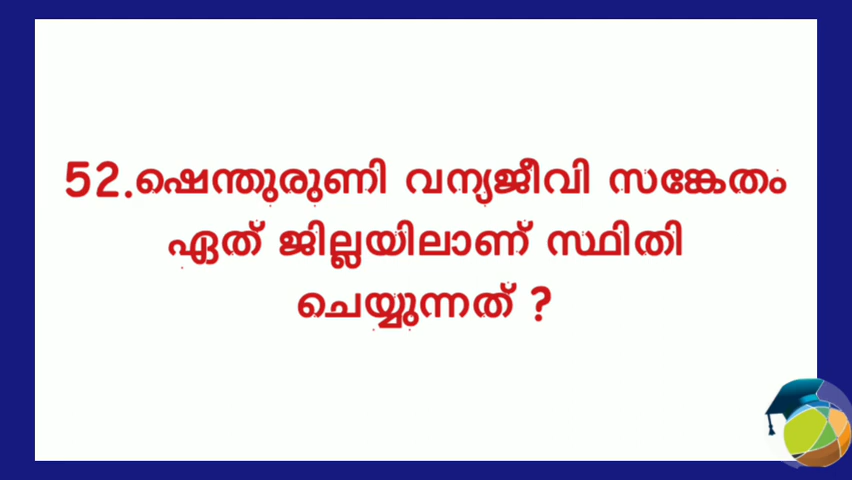 52.ഷെന്തുരുണി വന്യജീവി സങ്കേതം
ഏത് ജില്ലയിലാണ് സ്ഥിതി
ചെയ്യുന്നത് ?